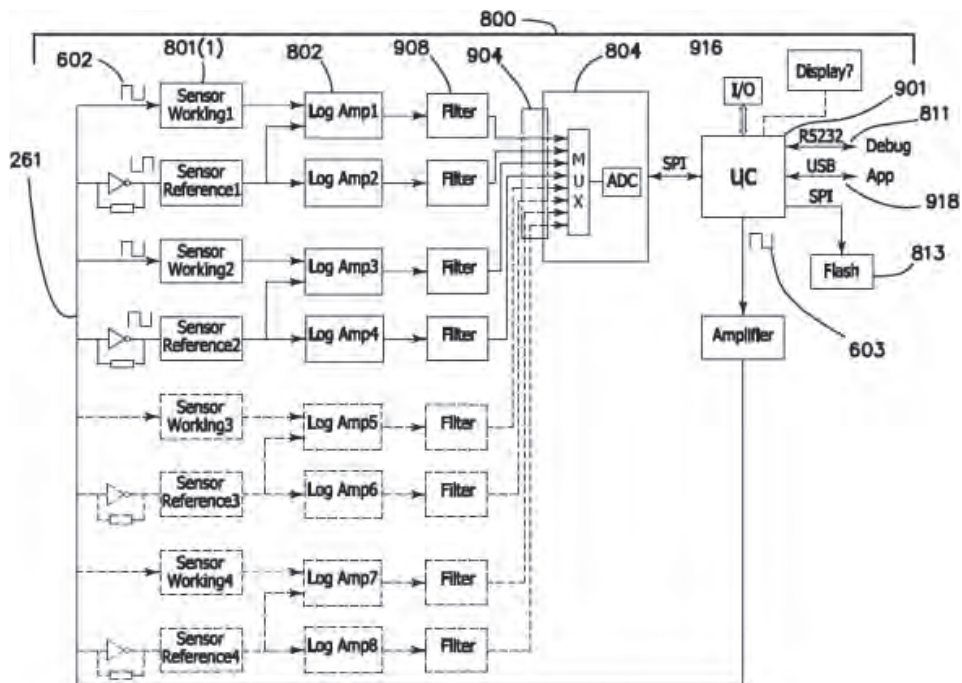 800
801(1)
802
908
904
804
916
602
Display?
I/O
901
811
Sensor
Working1
Log Amp1
Filter
RS232
Debug
261
Sensor
Reference1
Log Amp2
Filter
M
U
X
ADC
SPI
UC
USB
App
SPI
918
Sensor
Working2
Log Amp3
Filter
Flash
813
Sensor
Reference2
Log Amp4
Filter
Amplifier
603
Sensor
Working3
Log Amp5
Filter
Sensor
Reference3
Log Amp6
Filter
Sensor
Working4
Log Amp7
Filter
Sensor
Reference4
Log Amp8
Filter